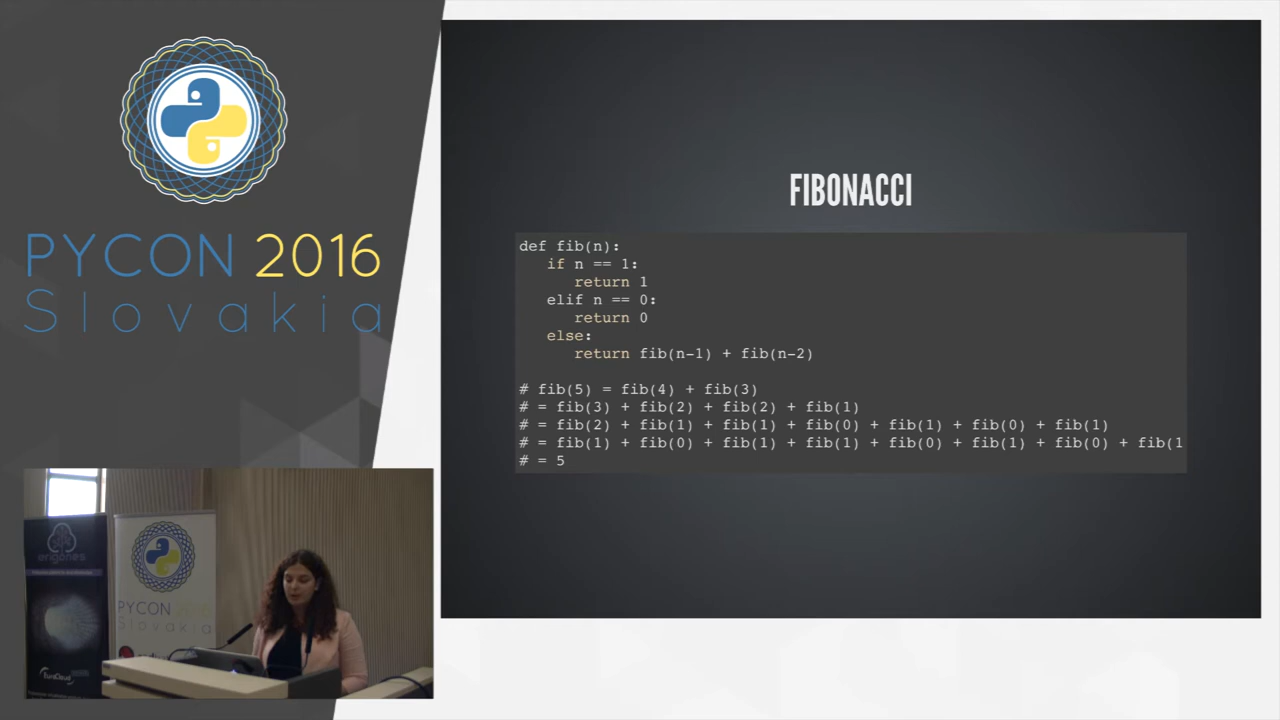 PYCON 2016
Slovakia
FIBONACCI
def fib(n):
   if n == 1:
      return 1
   elif n == 0:
      return 0
   else:
      return fib(n-1) + fib(n-2)
# fib(5) = fib(4) + fib(3)
# = fib(3) + fib(2) + fib(2) + fib(1)
# = fib(2) + fib(1) + fib(1) + fib(0) + fib(1) + fib(0) + fib(1)
# = fib(1) + fib(0) + fib(1) + fib(1) + fib(0) + fib(1) + fib(0) + fib(1
# = 5
erigones
EuroCloud
PYCON 2016
Slovakia